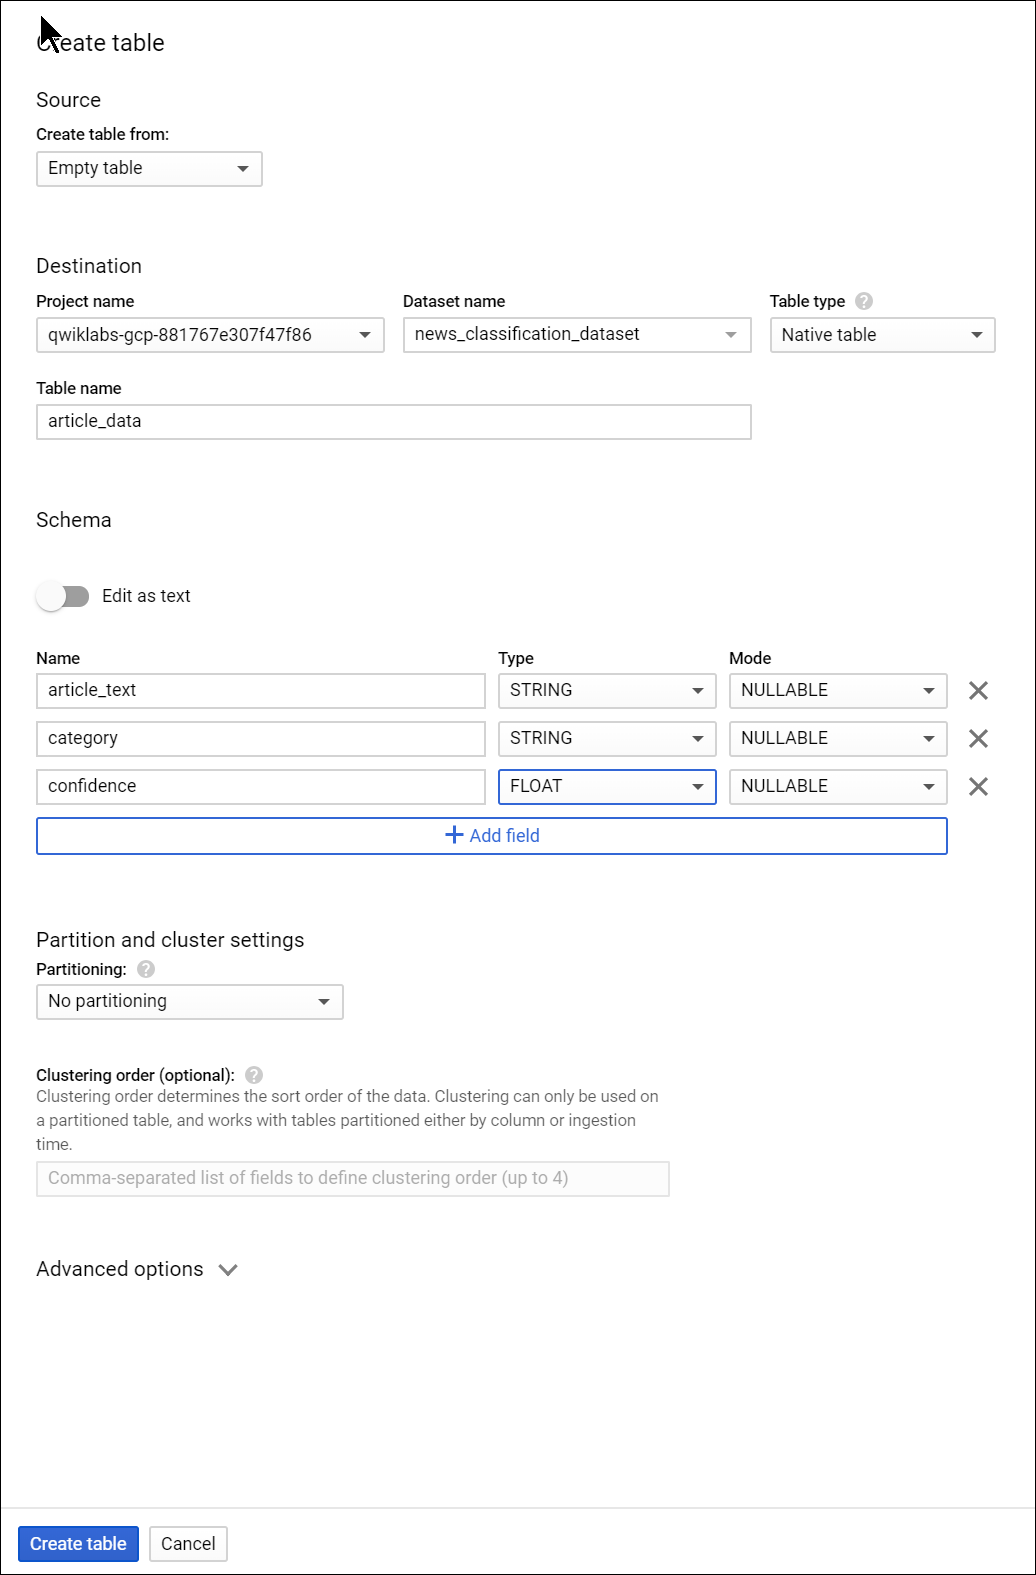 Create table
Source
Create table from:
Empty table
Destination
Project name Dataset name Table type ?
qwiklabs-gcp-881767e307f47f86 news_classification_dataset Native table
Table name
article_data
Schema
Edit as text
Name Type Mode
article_text STRING NULLABLE
category STRING NULLABLE
confidence FLOAT NULLABLE
Add field
Partition and cluster settings
Partitioning: ?
No partitioning
Clustering order (optional): ?
Clustering order determines the sort order of the data. Clustering can only be used on
a partitioned table, and works with tables partitioned either by column or ingestion
time.
Comma-separated list of fields to define clustering order (up to 4)
Advanced options
Create table Cancel